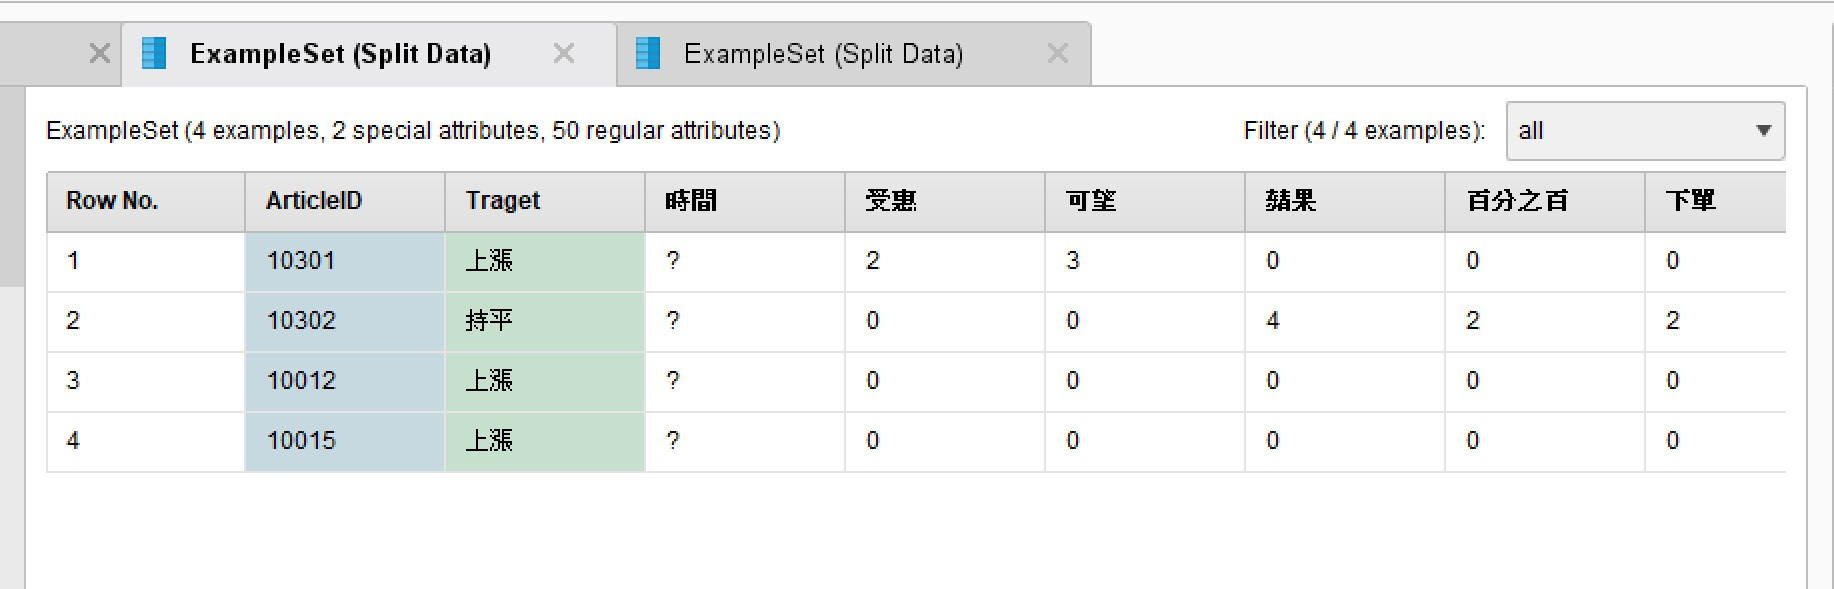 ExampleSet (Split Data) ExampleSet (Split Data)
ExampleSet (4 examples, 2 special attributes, 50 regular attributes) Filter (4 / 4 examples): all
Row No. ArticleID Traget 時間 受惠 可望 蘋果 百分之百 下單
1 10301 上漲 ? 2 3 0 0 0
2 10302 持平 ? 0 0 4 2 2
3 10012 上漲 ? 0 0 0 0 0
4 10015 上漲 ? 0 0 0 0 0